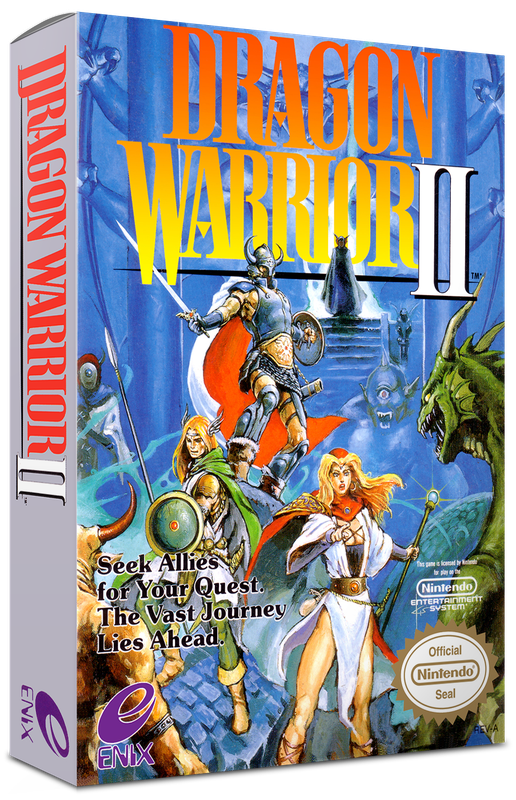 DRAGON WARRIOR II
ENIX
DRAGON
WARRIOR II
TM
Seek Allies
for Your Quest.
The Vast Journey
Lies Ahead.
ENIX
This game is licensed by Nintendo
for play on the
Nintendo
ENTERTAINMENT
SYSTEM
Official
Nintendo
Seal
REV-A